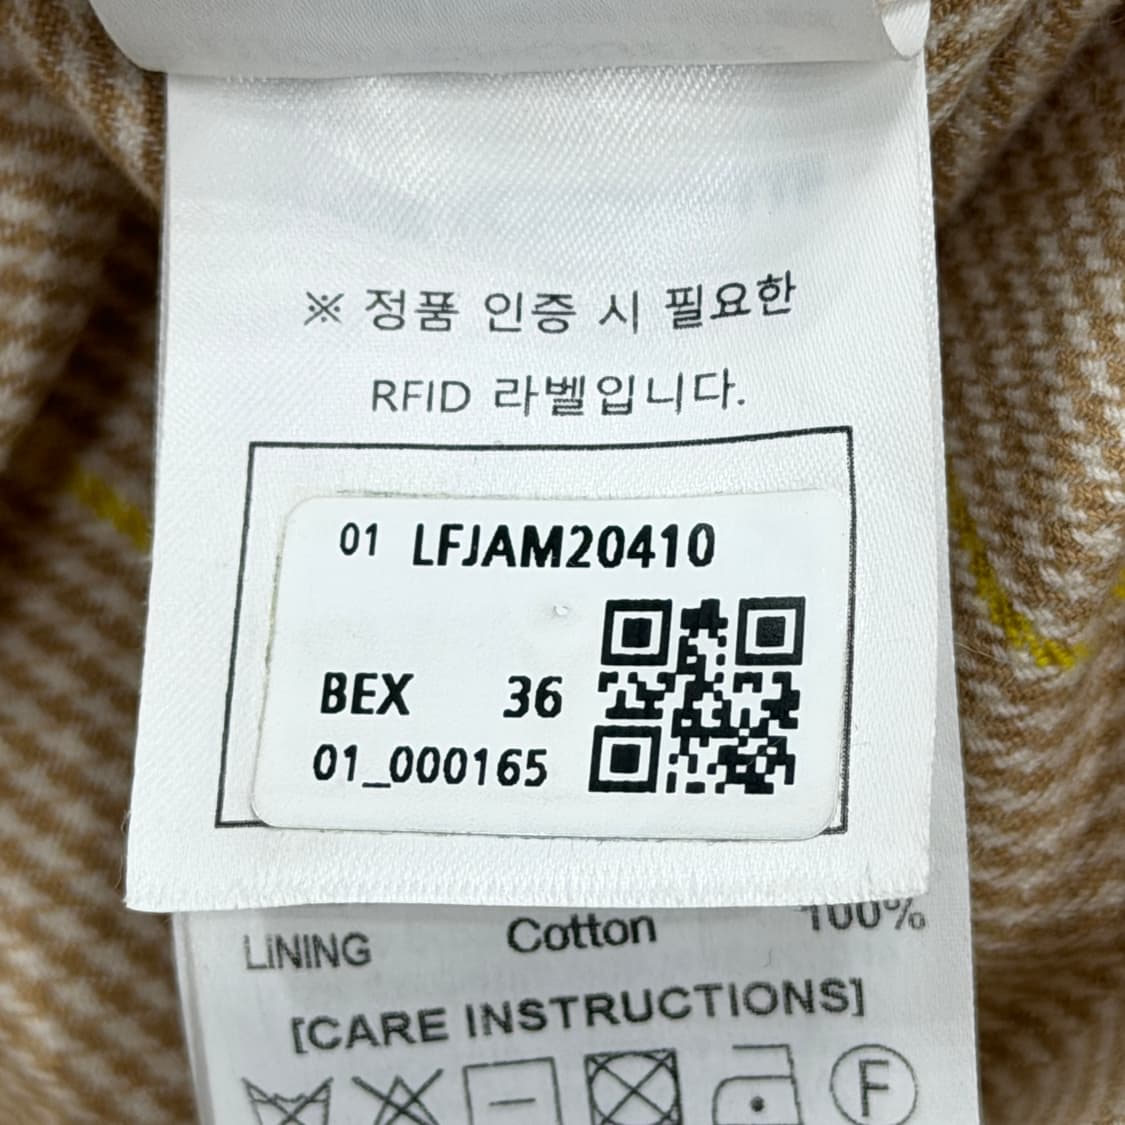 ※ 정품 인증 시 필요한
RFID 라벨입니다.
01 LFJAM20410
BEX 36
01_000165
LINING Cotton 100%
[CARE INSTRUCTIONS]
F